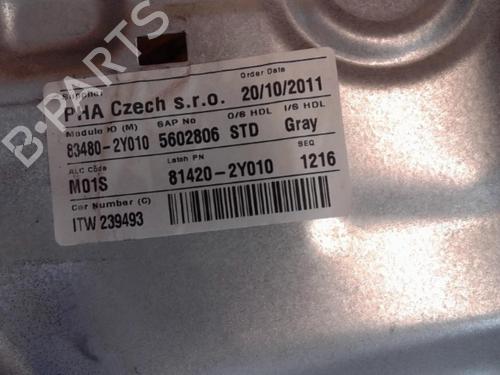 Supplier Order Date
PHA Czech s.r.o. 20/10/2011
Module (M) SAP No O/S HDL I/S HDL
83480-2Y010 5602806 STD Gray
ALC Code Latch PN SEQ
M01S 81420-2Y010 1216
Car Number (C)
ITW 239493
B-PARTS